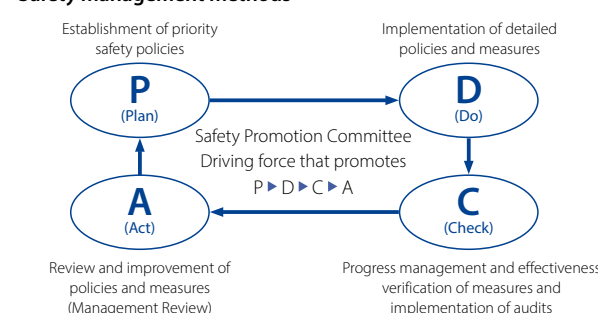 Safety Management Methods
Establishment of priority
safety policies
Implementation of detailed
policies and measures
P
(Plan)
D
(Do)
Safety Promotion Committee
Driving force that promotes
P▶D▶C▶A
A
(Act)
C
(Check)
Review and improvement of
policies and measures
(Management Review)
Progress management and effectiveness
verification of measures and
implementation of audits